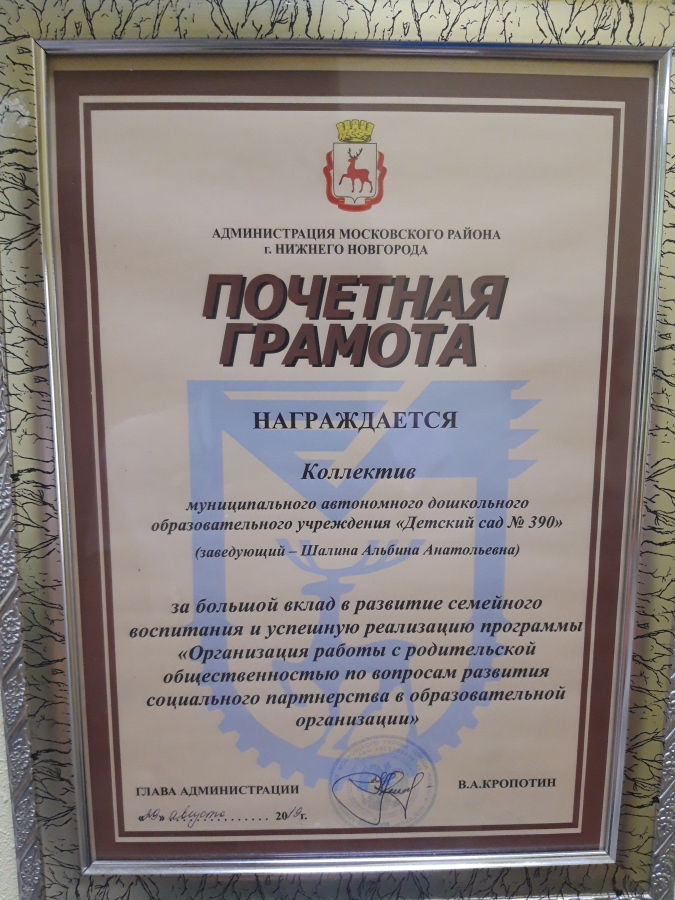 АДМИНИСТРАЦИЯ МОСКОВСКОГО РАЙОНА
г. НИЖНЕГО НОВГОРОДА
ПОЧЕТНАЯ
ГРАМОТА
НАГРАЖДАЕТСЯ
Коллектив
муниципального автономного дошкольного
образовательного учреждения «Детский сад № 390»
(заведующий – Шалина Альбина Анатольевна)
за большой вклад в развитие семейного
воспитания и успешную реализацию программы
«Организация работы с родительской
общественностью по вопросам развития
социального партнерства в образовательной
организации»
ГЛАВА АДМИНИСТРАЦИИ
В.А.КРОПОТИН
августа 2019г.